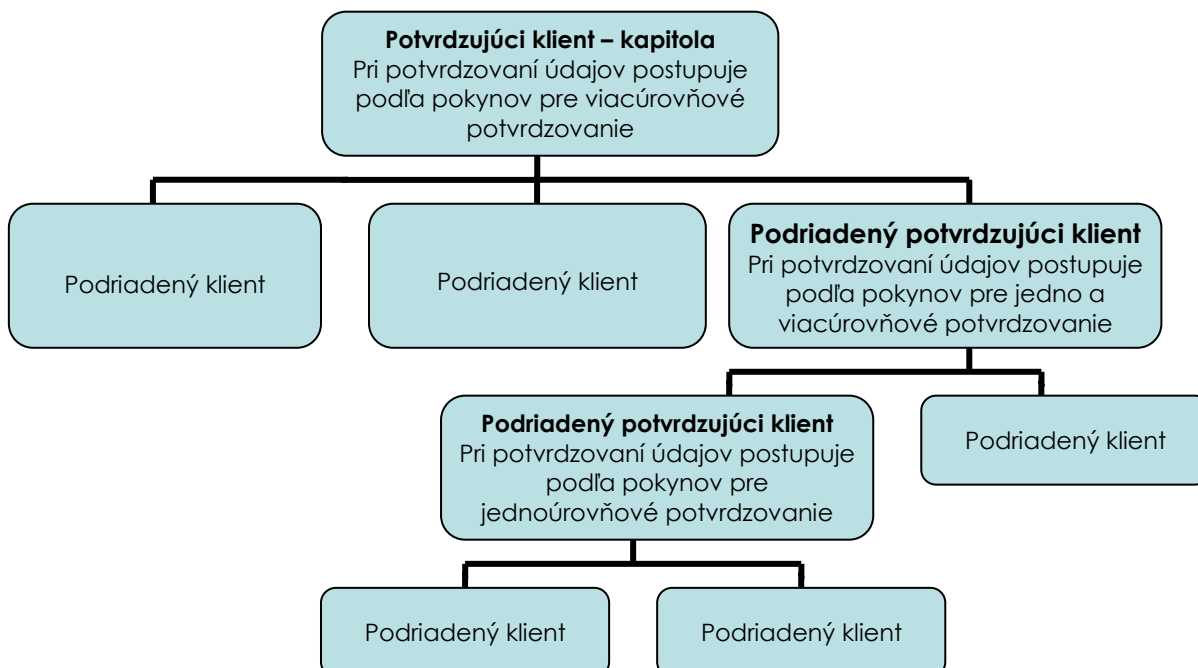 Potvrdzujúci klient – kapitola
Pri potvrdzovaní údajov postupuje
podľa pokynov pre viacúrovňové
potvrdzovanie
Podriadený klient
Podriadený klient
Podriadený potvrdzujúci klient
Pri potvrdzovaní údajov postupuje
podľa pokynov pre jedno a
viacúrovňové potvrdzovanie
Podriadený potvrdzujúci klient
Pri potvrdzovaní údajov postupuje
podľa pokynov pre
jednoúrovňové potvrdzovanie
Podriadený klient
Podriadený klient
Podriadený klient